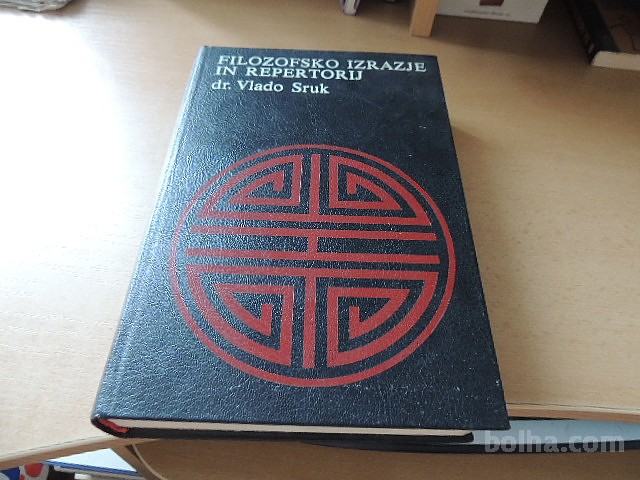 FILOZOFSKO IZRAZJE
IN REPERTORIJ
dr. Vlado Sruk
bolha.com